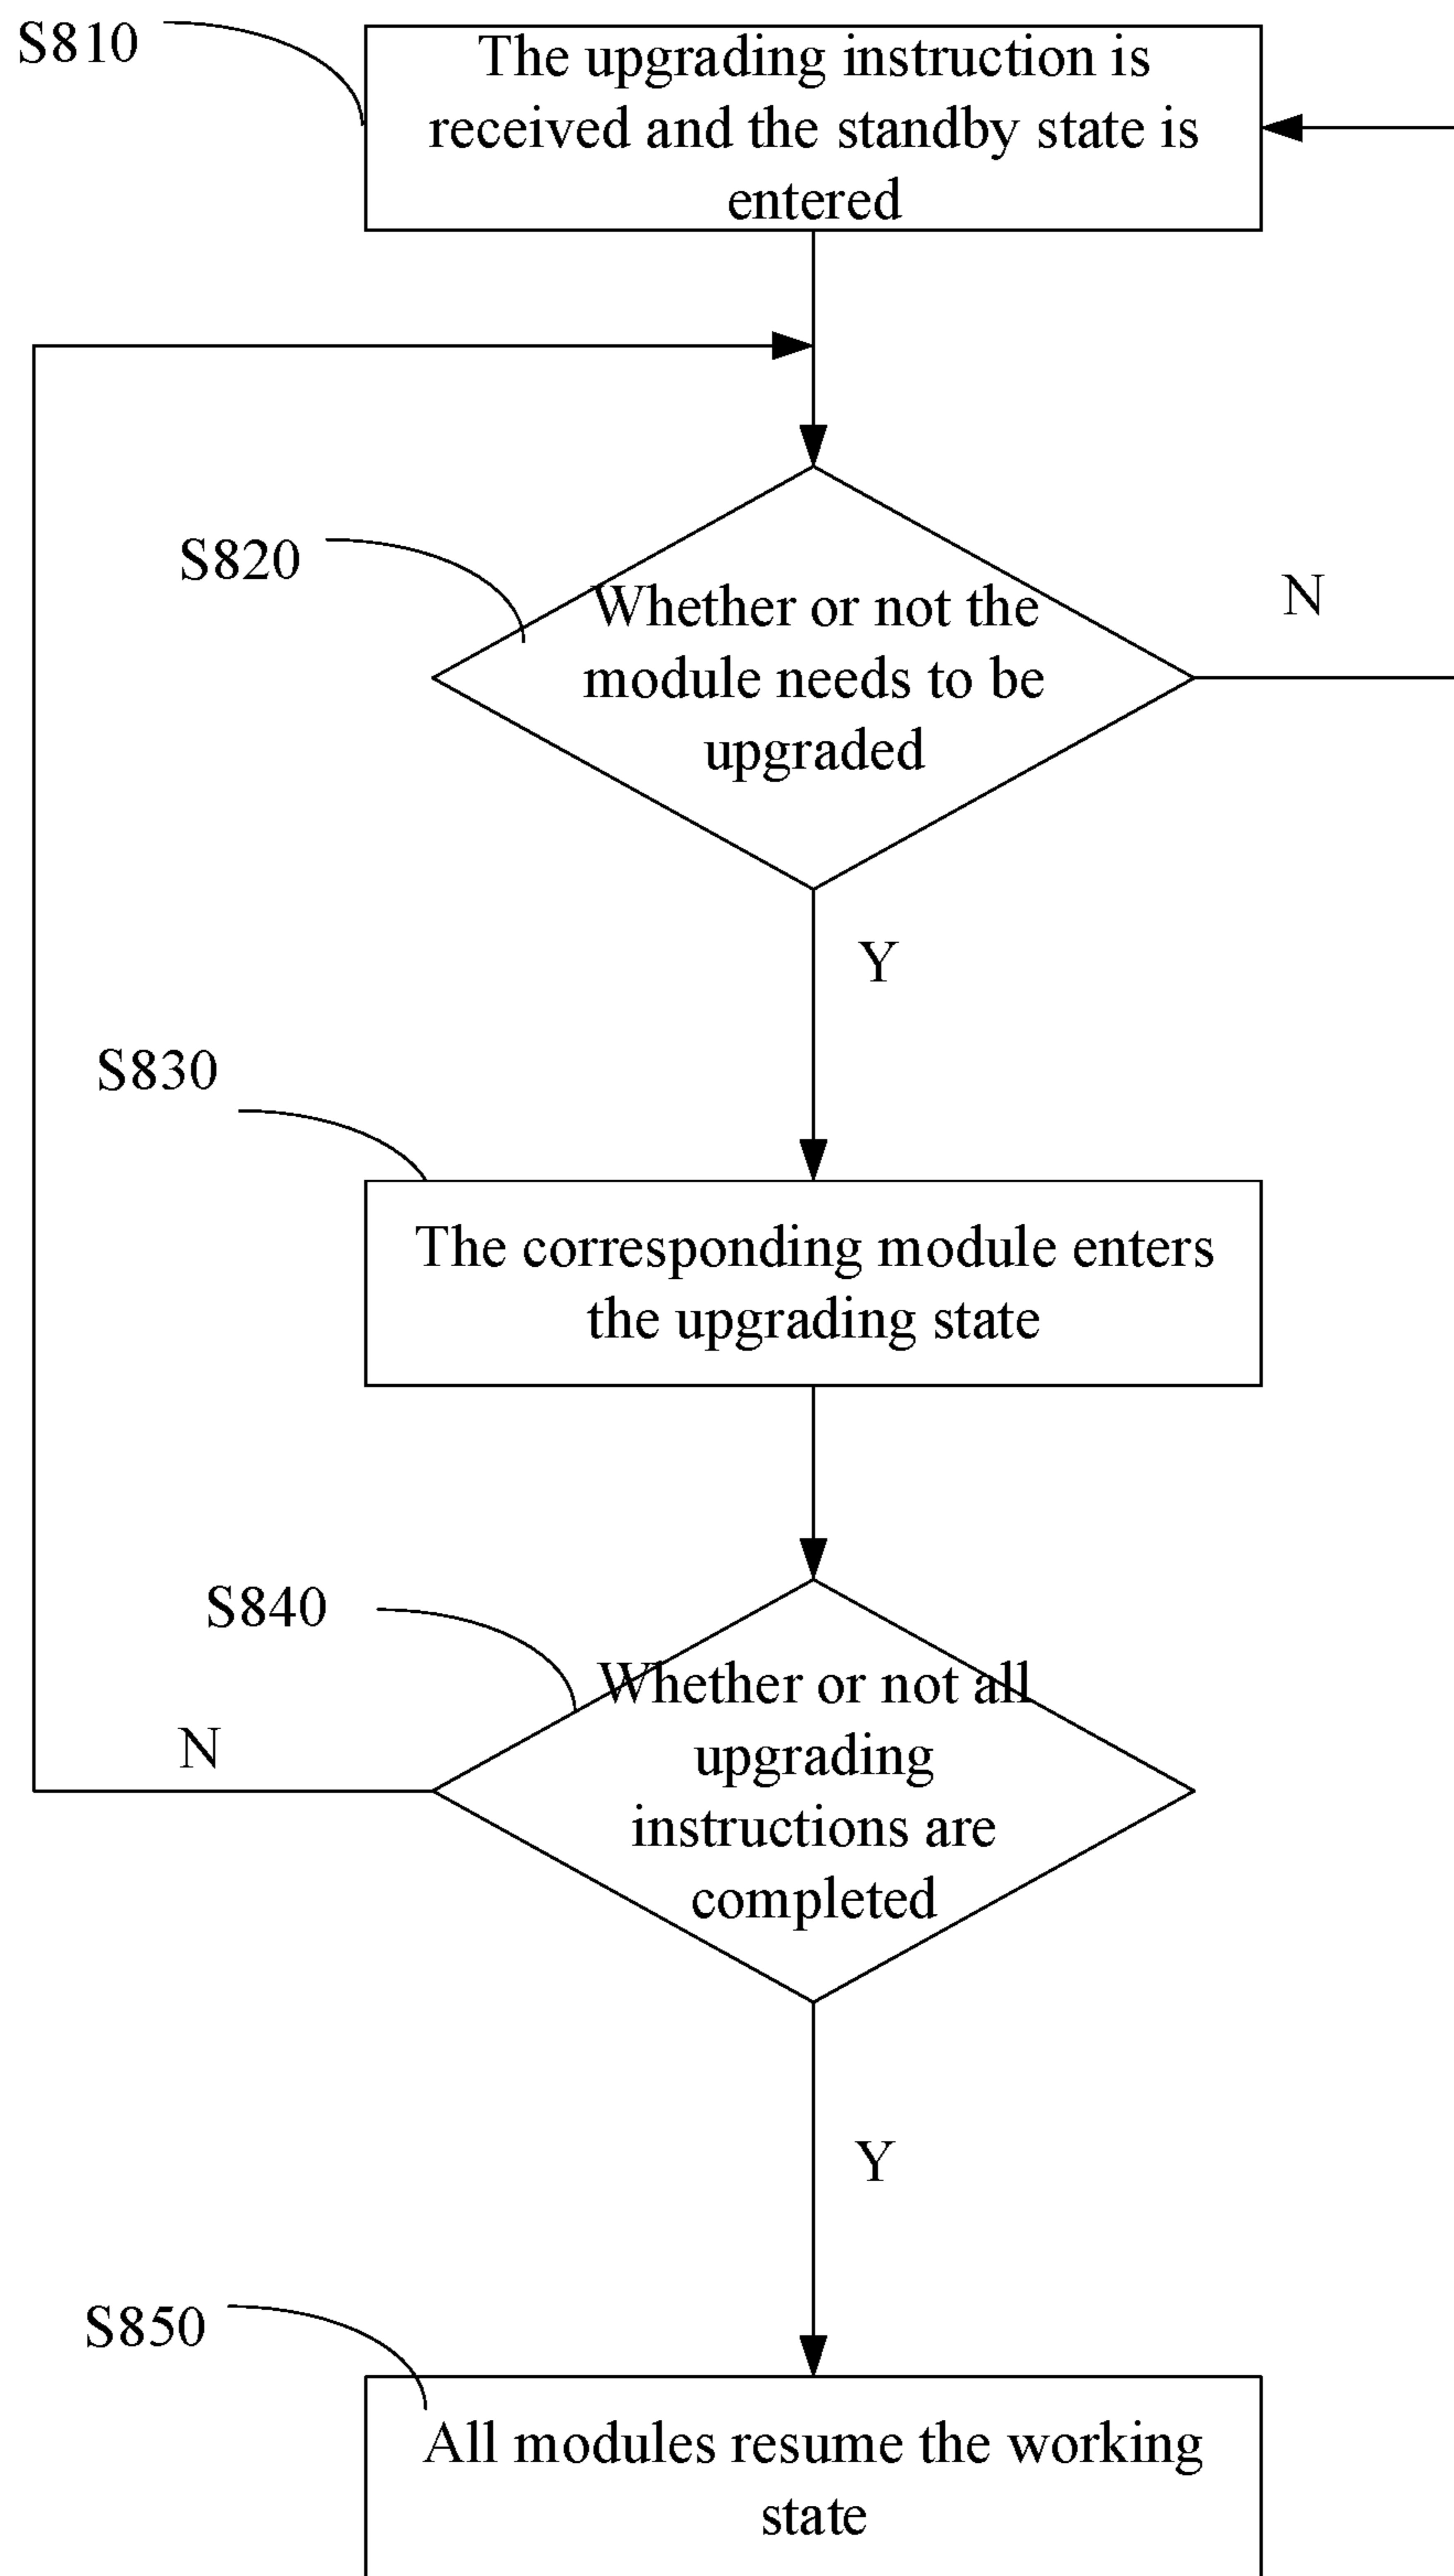 S810
The upgrading instruction is
received and the standby state is
entered
S820
Whether or not the
module needs to be
upgraded
N
Y
S830
The corresponding module enters
the upgrading state
S840
Whether or not all
upgrading
instructions are
completed
N
Y
S850
All modules resume the working
state